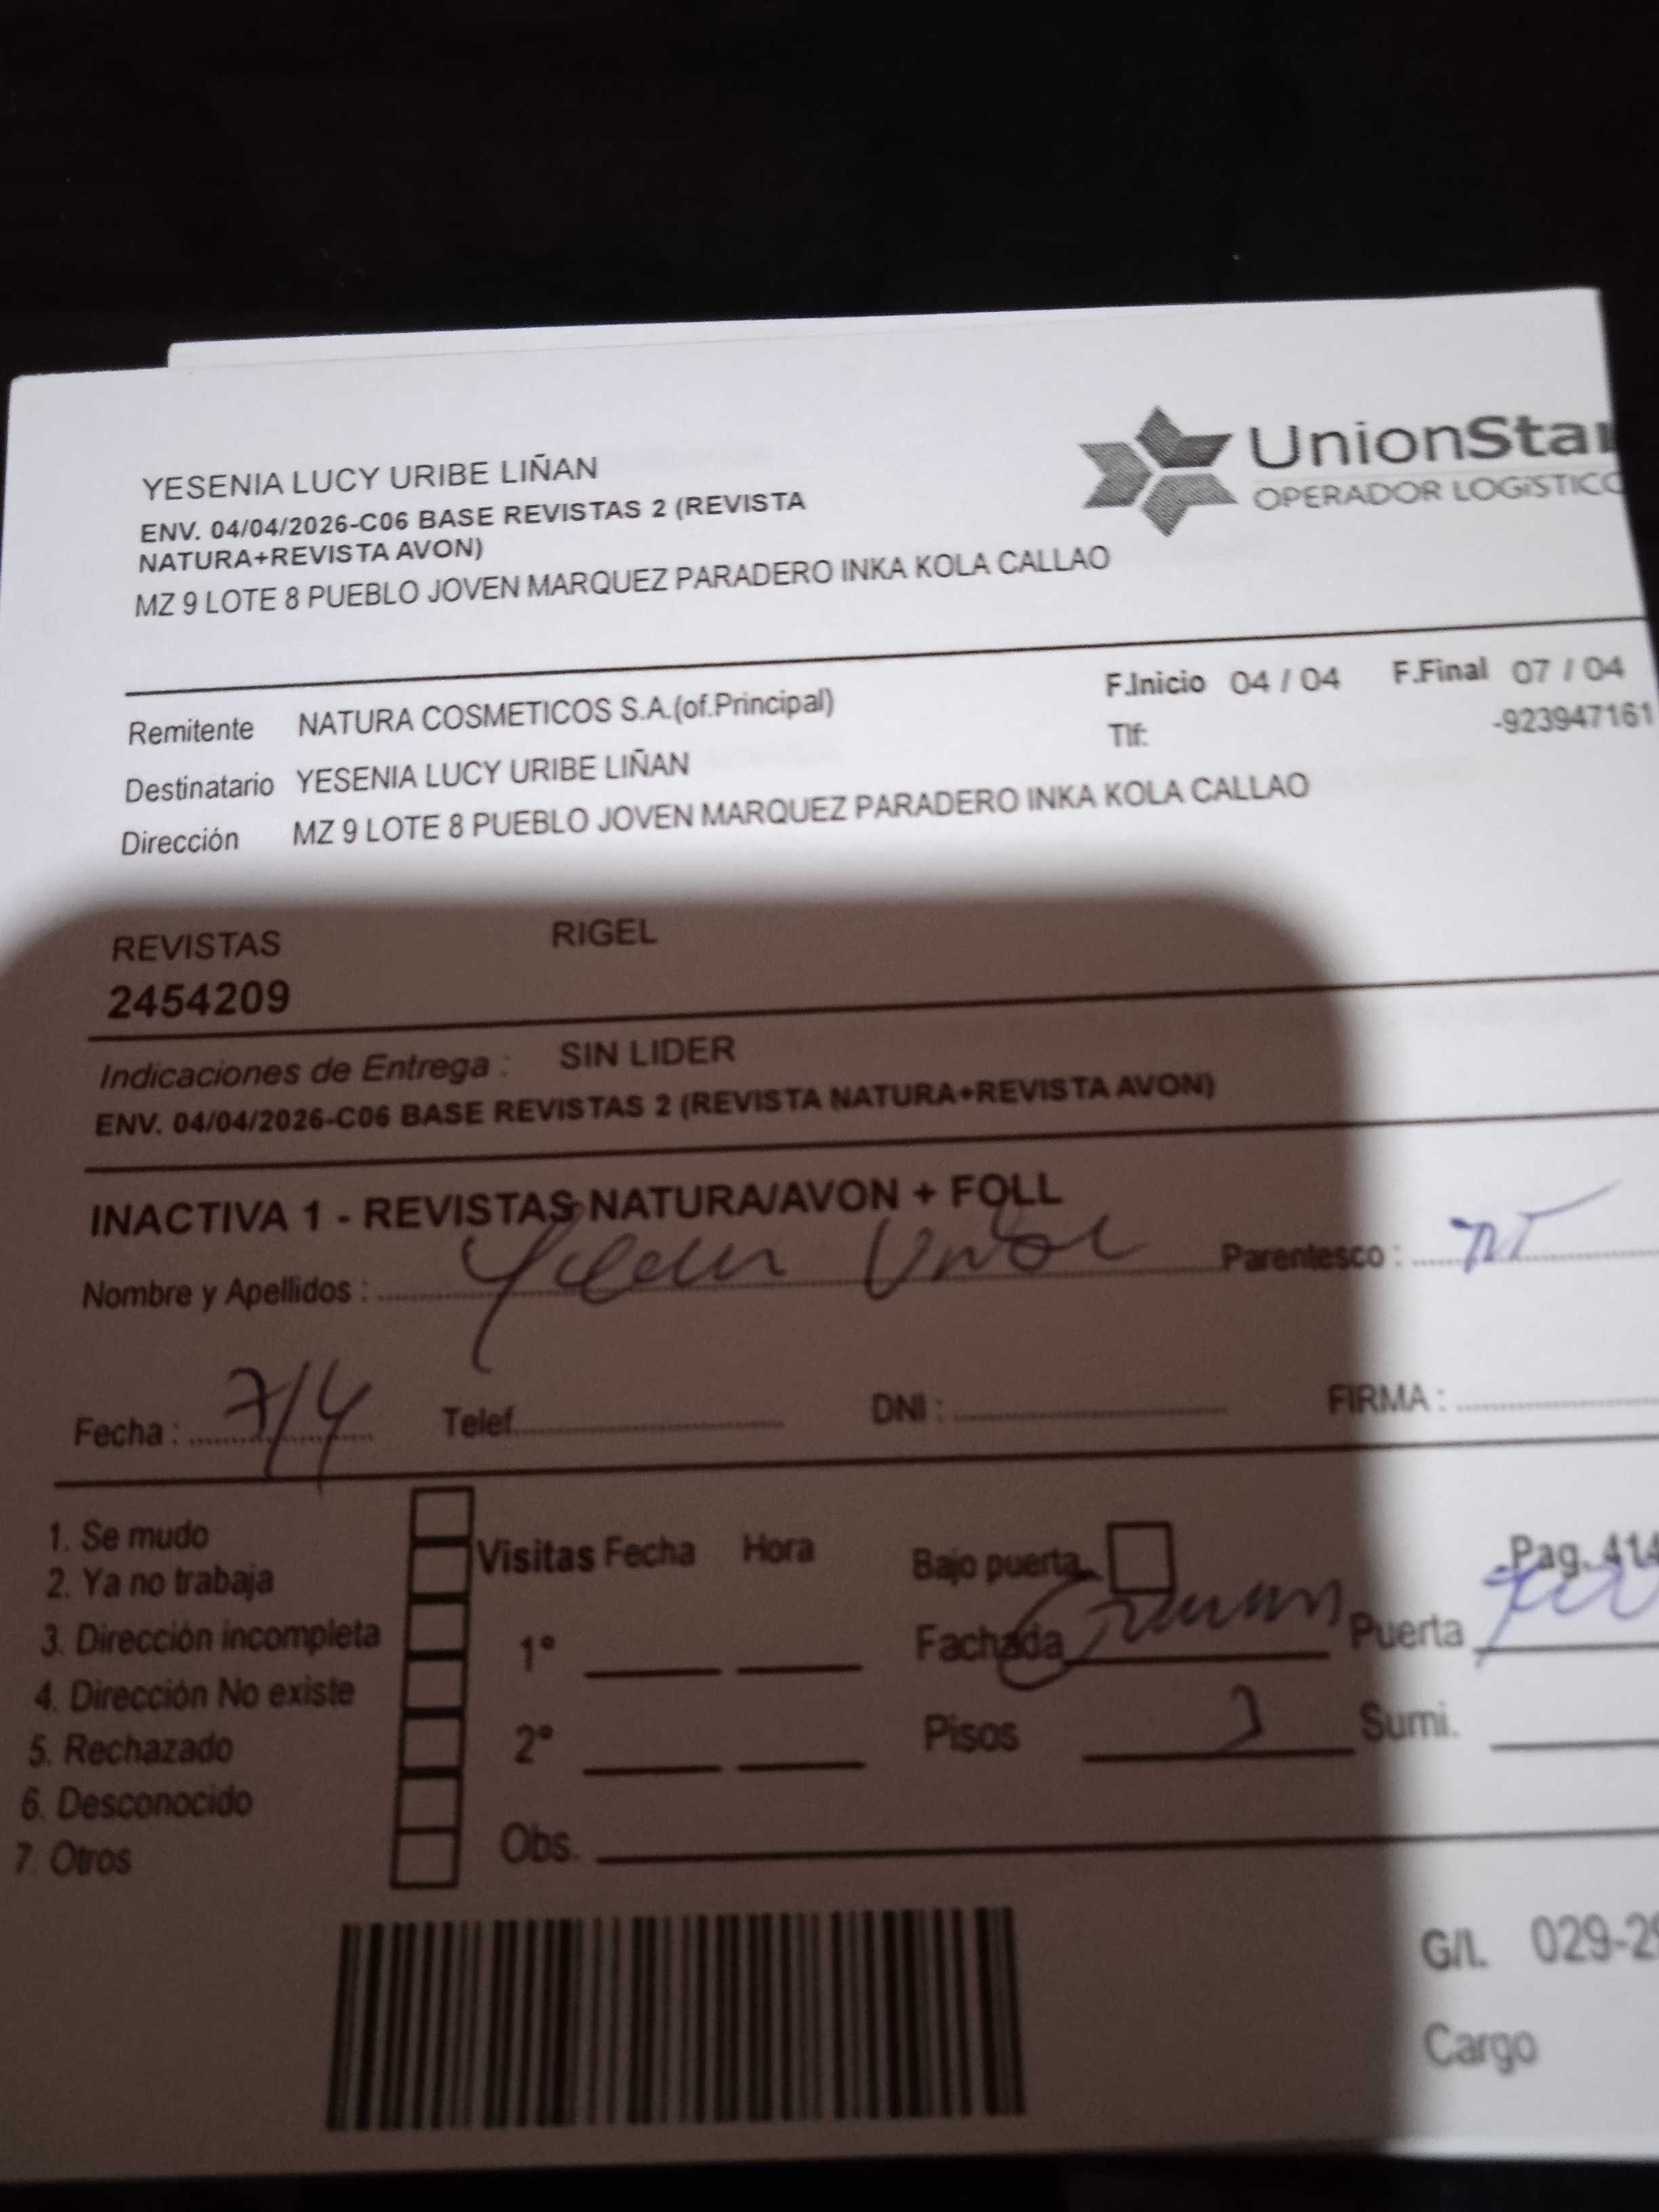 YESENIA LUCY URIBE LIÑAN
ENV. 04/04/2026-C06 BASE REVISTAS 2 (REVISTA
NATURA+REVISTA AVON)
MZ 9 LOTE 8 PUEBLO JOVEN MARQUEZ PARADERO INKA KOLA CALLAO
UnionStar
OPERADOR LOGíSTICO
Remitente NATURA COSMETICOS S.A.(of.Principal) F.Inicio 04 / 04 F.Final 07 / 04
Destinatario YESENIA LUCY URIBE LIÑAN Tlf: -923947161
Dirección MZ 9 LOTE 8 PUEBLO JOVEN MARQUEZ PARADERO INKA KOLA CALLAO
REVISTAS RIGEL
2454209
Indicaciones de Entrega : SIN LIDER
ENV. 04/04/2026-C06 BASE REVISTAS 2 (REVISTA NATURA+REVISTA AVON)
INACTIVA 1 - REVISTAS NATURA/AVON + FOLL
Nombre y Apellidos : Parentesco :
Fecha : 7/4 Telef. DNI : FIRMA :
1. Se mudo
2. Ya no trabaja
3. Dirección incompleta
4. Dirección No existe
5. Rechazado
6. Desconocido
7. Otros
Visitas Fecha Hora
1°
2°
Obs.
Bajo puerta Pag. 414
Fachada Puerta
Pisos Sumi.
G/I. 029-29
Cargo